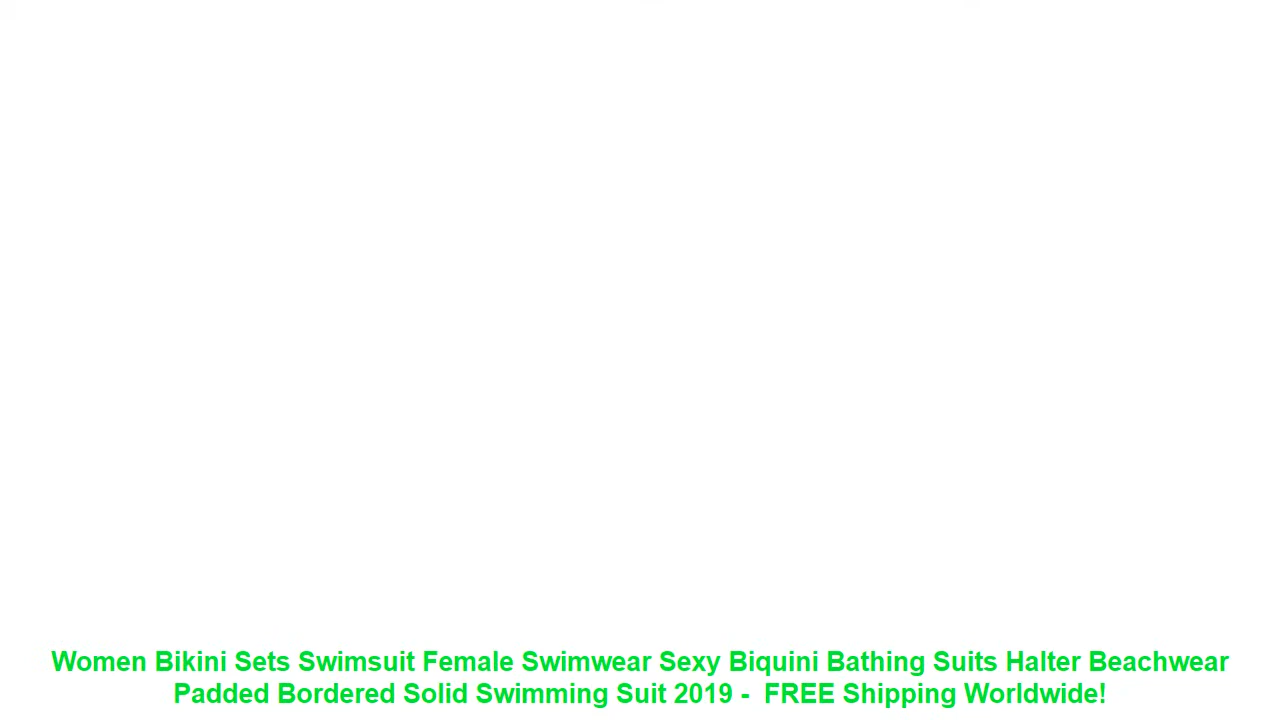 Women Bikini Sets Swimsuit Female Swimwear Sexy Biquini Bathing Suits Halter Beachwear
Padded Bordered Solid Swimming Suit 2019 -  FREE Shipping Worldwide!